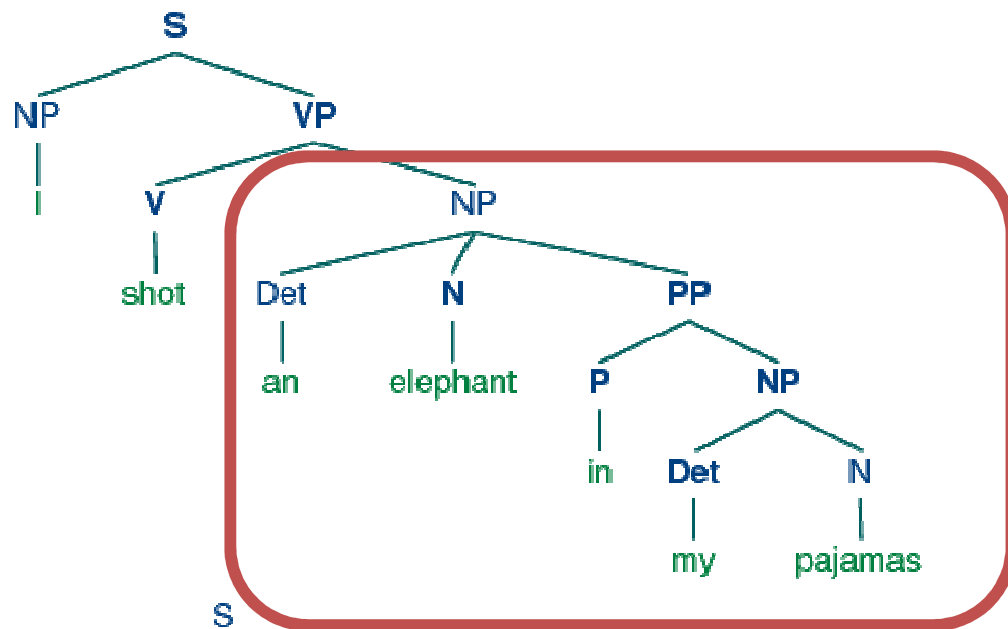 S
NP VP
I V NP
shot Det N PP
an elephant P NP
in Det N
my pajamas
S